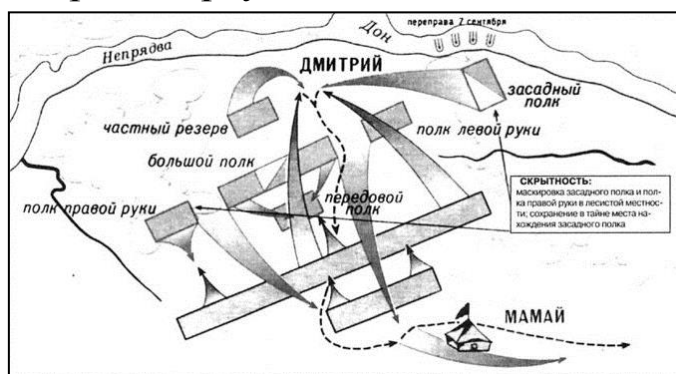 переправа 7 сентября
Дон
Непрядва
ДМИТРИЙ
засадный
полк
частный резерв
полк левой руки
большой полк
передовой
полк
полк правой руки
СКРЫТНОСТЬ:
маскировка засадного полка и пол-
ка правой руки в лесистой местнос-
ти; сохранение в тайне места на-
хождения засадного полка
МАМАЙ